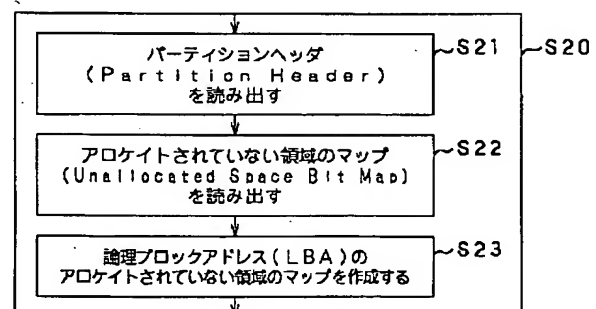 パーティションヘッダ
(Partition Header)
を読み出す
~S21
~S20
アロケイトされていない領域のマップ
(Unallocated Space Bit Map)
を読み出す
~S22
論理ブロックアドレス(LBA)の
アロケイトされていない領域のマップを作成する
~S23